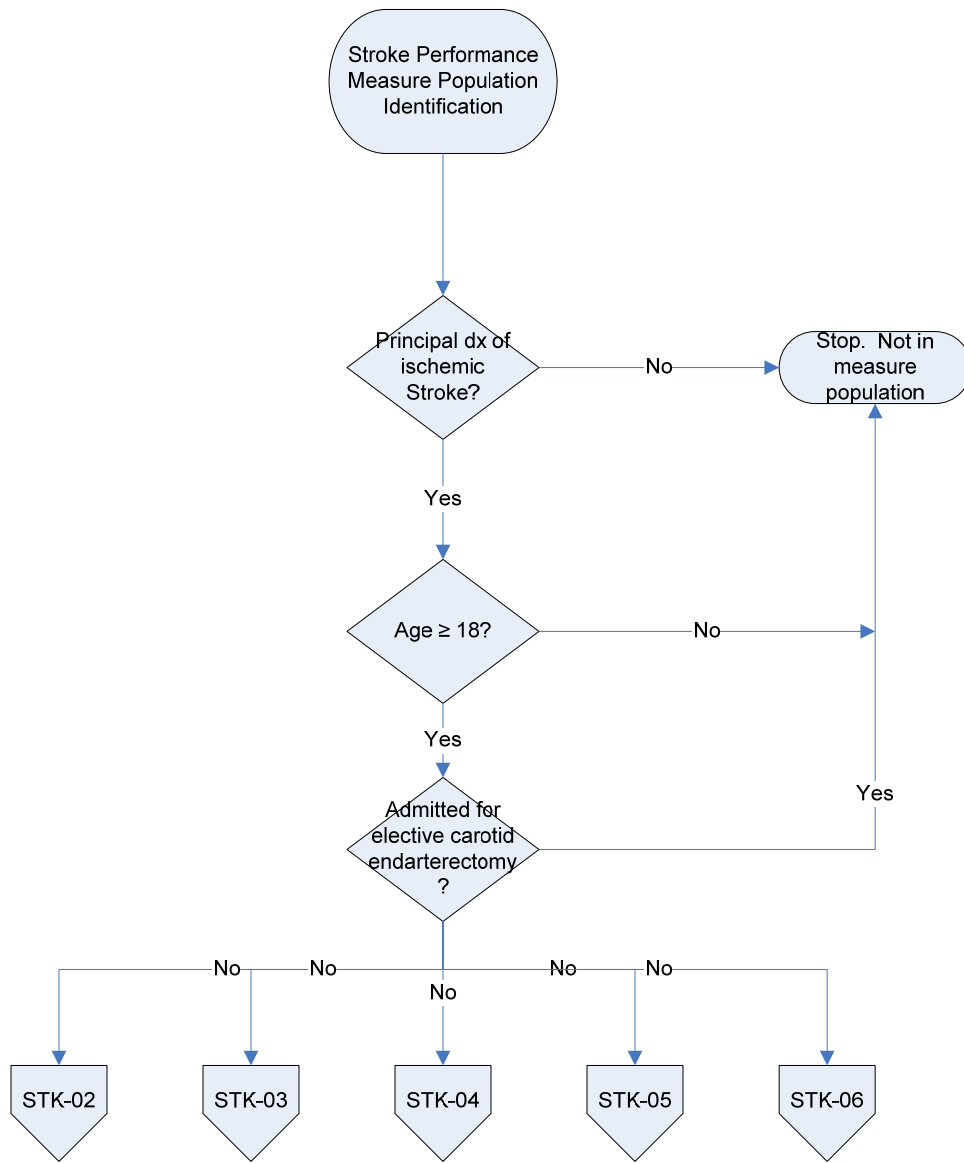 Stroke Performance
Measure Population
Identification
Principal dx of
ischemic
Stroke?
No
Stop.  Not in
measure
population
Yes
Age ≥ 18?
No
Yes
Yes
Admitted for
elective carotid
endarterectomy
?
No
No
No
No
No
STK-02
STK-03
STK-04
STK-05
STK-06